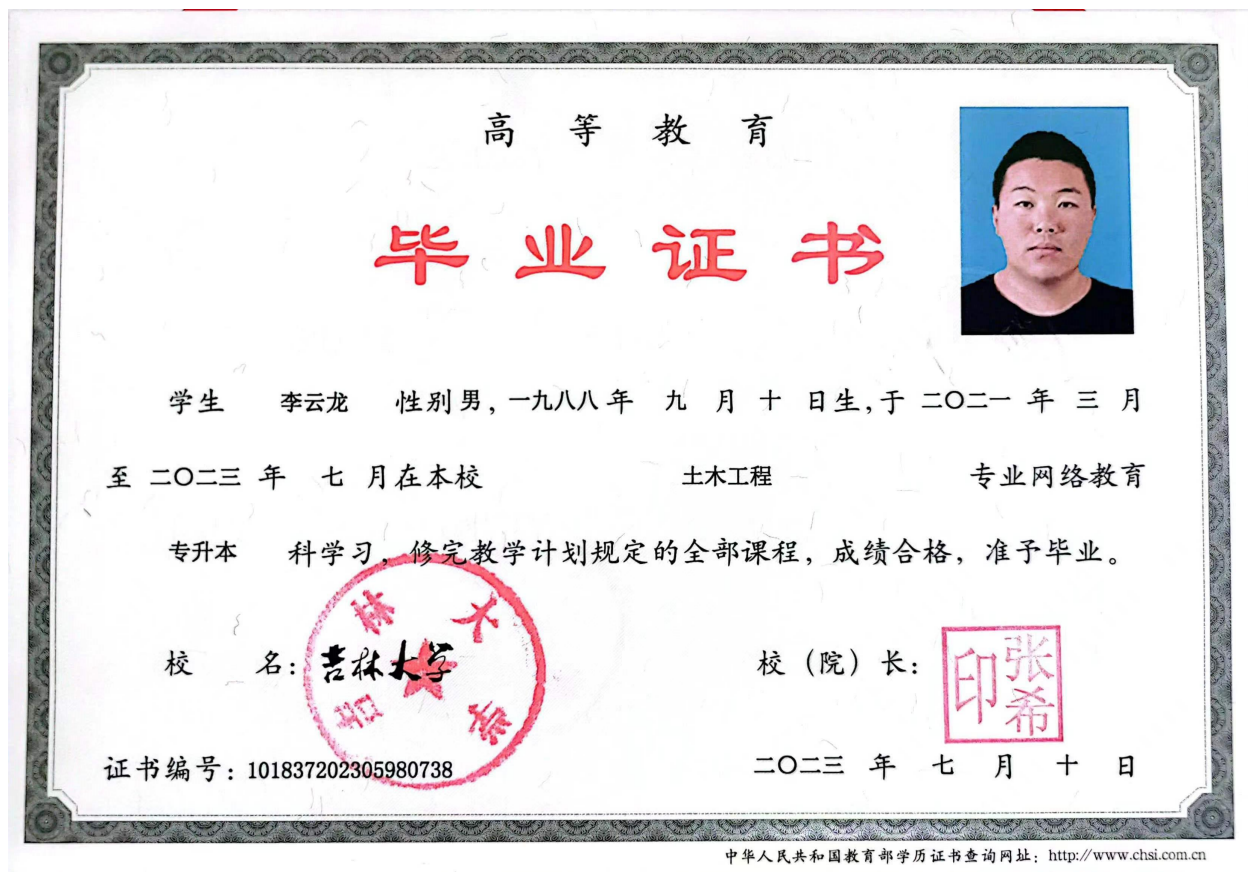 高等教育
毕业证书
学生 李云龙 性别男，一九八八年 九 月 十 日生，于 二〇二一 年 三 月
至 二〇二三 年 七 月在本校 土木工程 专业网络教育
专升本 科学习，修完教学计划规定的全部课程，成绩合格，准予毕业。
校 名：吉林大学
吉林大学
校（院）长：
张希印
证书编号：101837202305980738
二〇二三 年 七 月 十 日
中华人民共和国教育部学历证书查询网址：http://www.chsi.com.cn